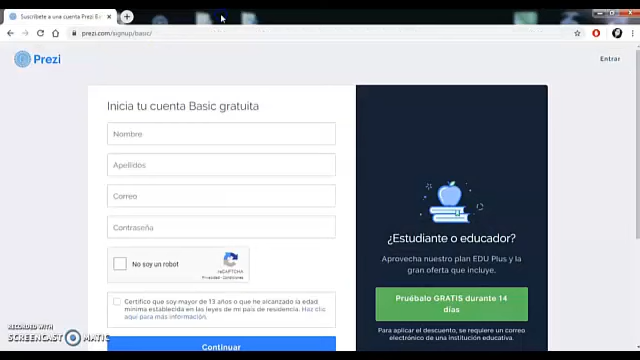 Suscríbete a una cuenta Prezi E
prezi.com/signup/basic/
Prezi
Entrar
Inicia tu cuenta Basic gratuita
Nombre
Apellidos
Correo
Contraseña
No soy un robot
reCAPTCHA
Privacidad - Condiciones
Certifico que soy mayor de 13 años o que he alcanzado la edad
mínima establecida en las leyes de mi país de residencia. Haz clic
aquí para más información.
Continuar
¿Estudiante o educador?
Aprovecha nuestro plan EDU Plus y la
gran oferta que incluye.
Pruébalo GRATIS durante 14
días
Para aplicar el descuento, se requiere un correo
electrónico de una institución educativa.
RECORDED WITH
SCREENCAST MATIC